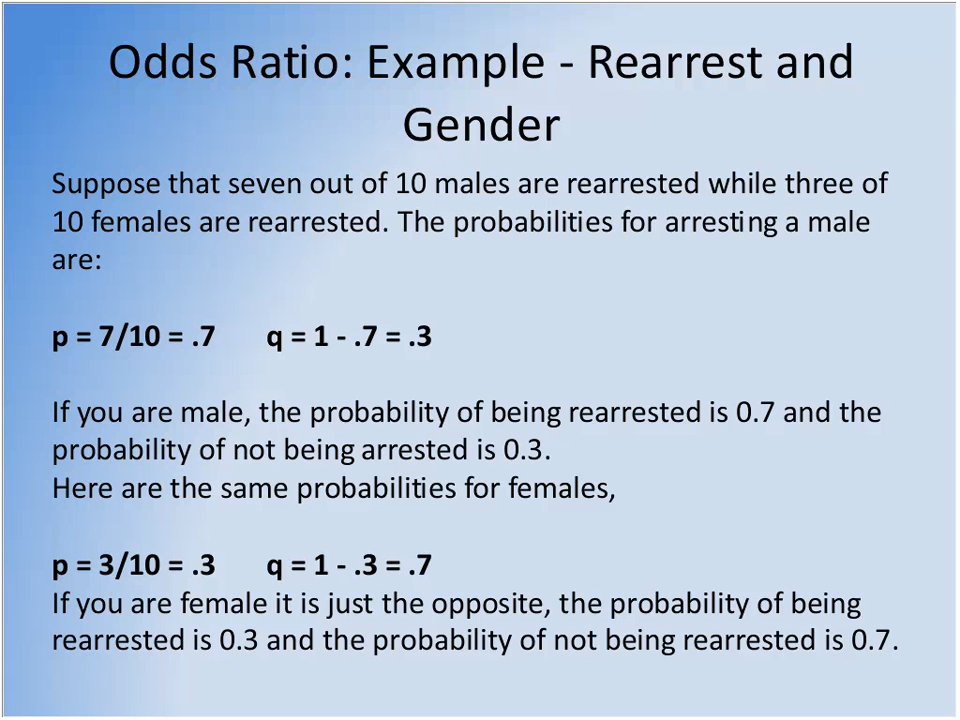 Odds Ratio: Example - Rearrest and
Gender
Suppose that seven out of 10 males are rearrested while three of
10 females are rearrested. The probabilities for arresting a male
are:
p = 7/10 = .7 q = 1 - .7 = .3
If you are male, the probability of being rearrested is 0.7 and the
probability of not being arrested is 0.3.
Here are the same probabilities for females,
p = 3/10 = .3 q = 1 - .3 = .7
If you are female it is just the opposite, the probability of being
rearrested is 0.3 and the probability of not being rearrested is 0.7.